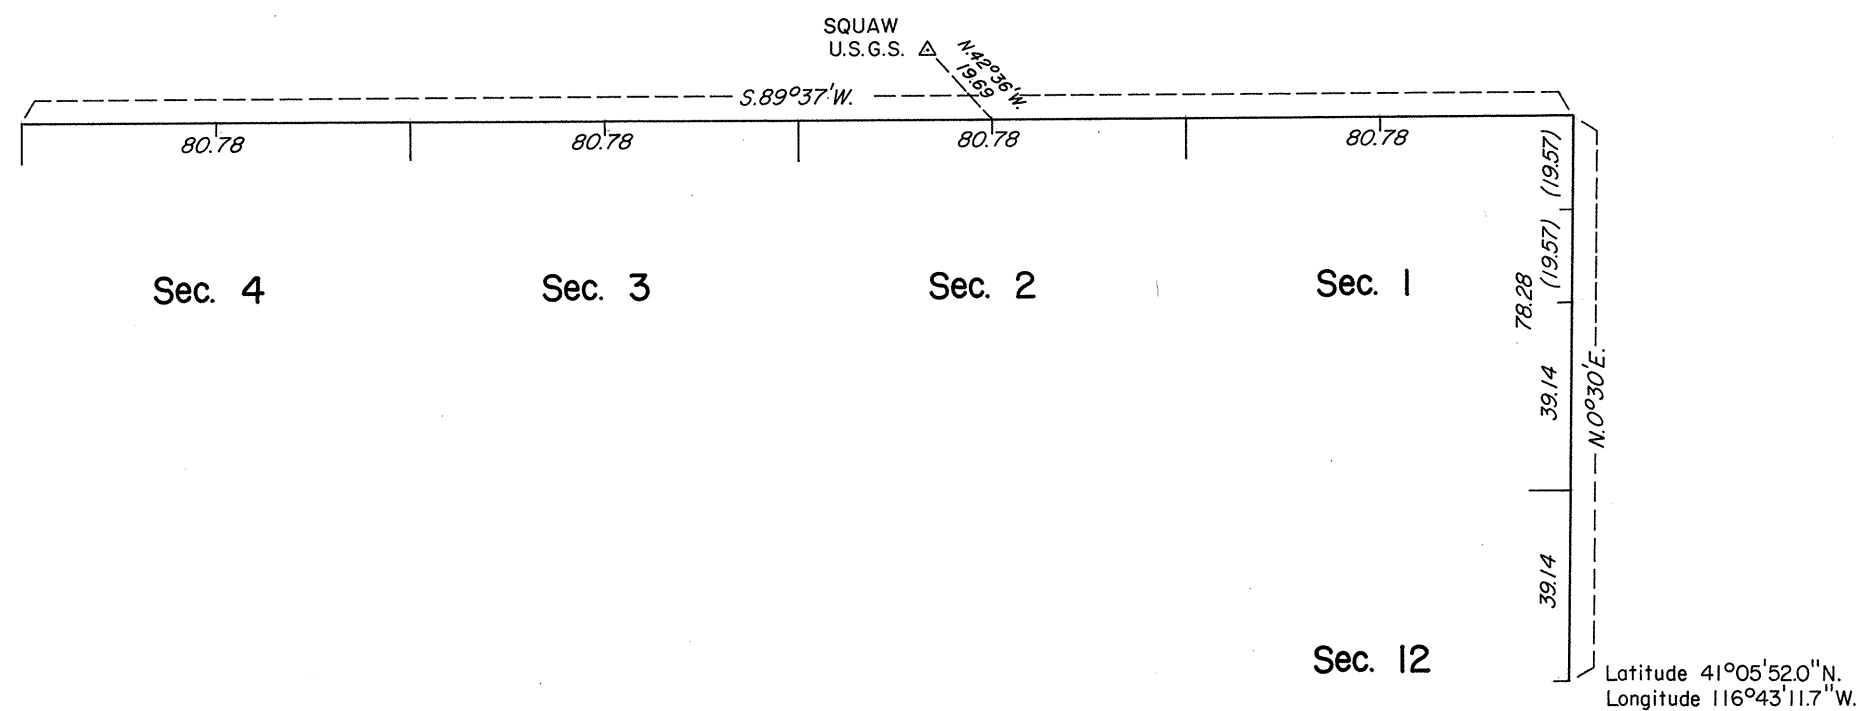 SQUAW
U.S.G.S.
N.42°36'W.
19.69
S.89°37'W.
80.78
80.78
80.78
80.78
(19.57)
(19.57)
78.28
39.14
N.0°30'E.
39.14
Sec. 4
Sec. 3
Sec. 2
Sec. 1
Sec. 12
Latitude 41°05'52.0"N.
Longitude 116°43'11.7"W.